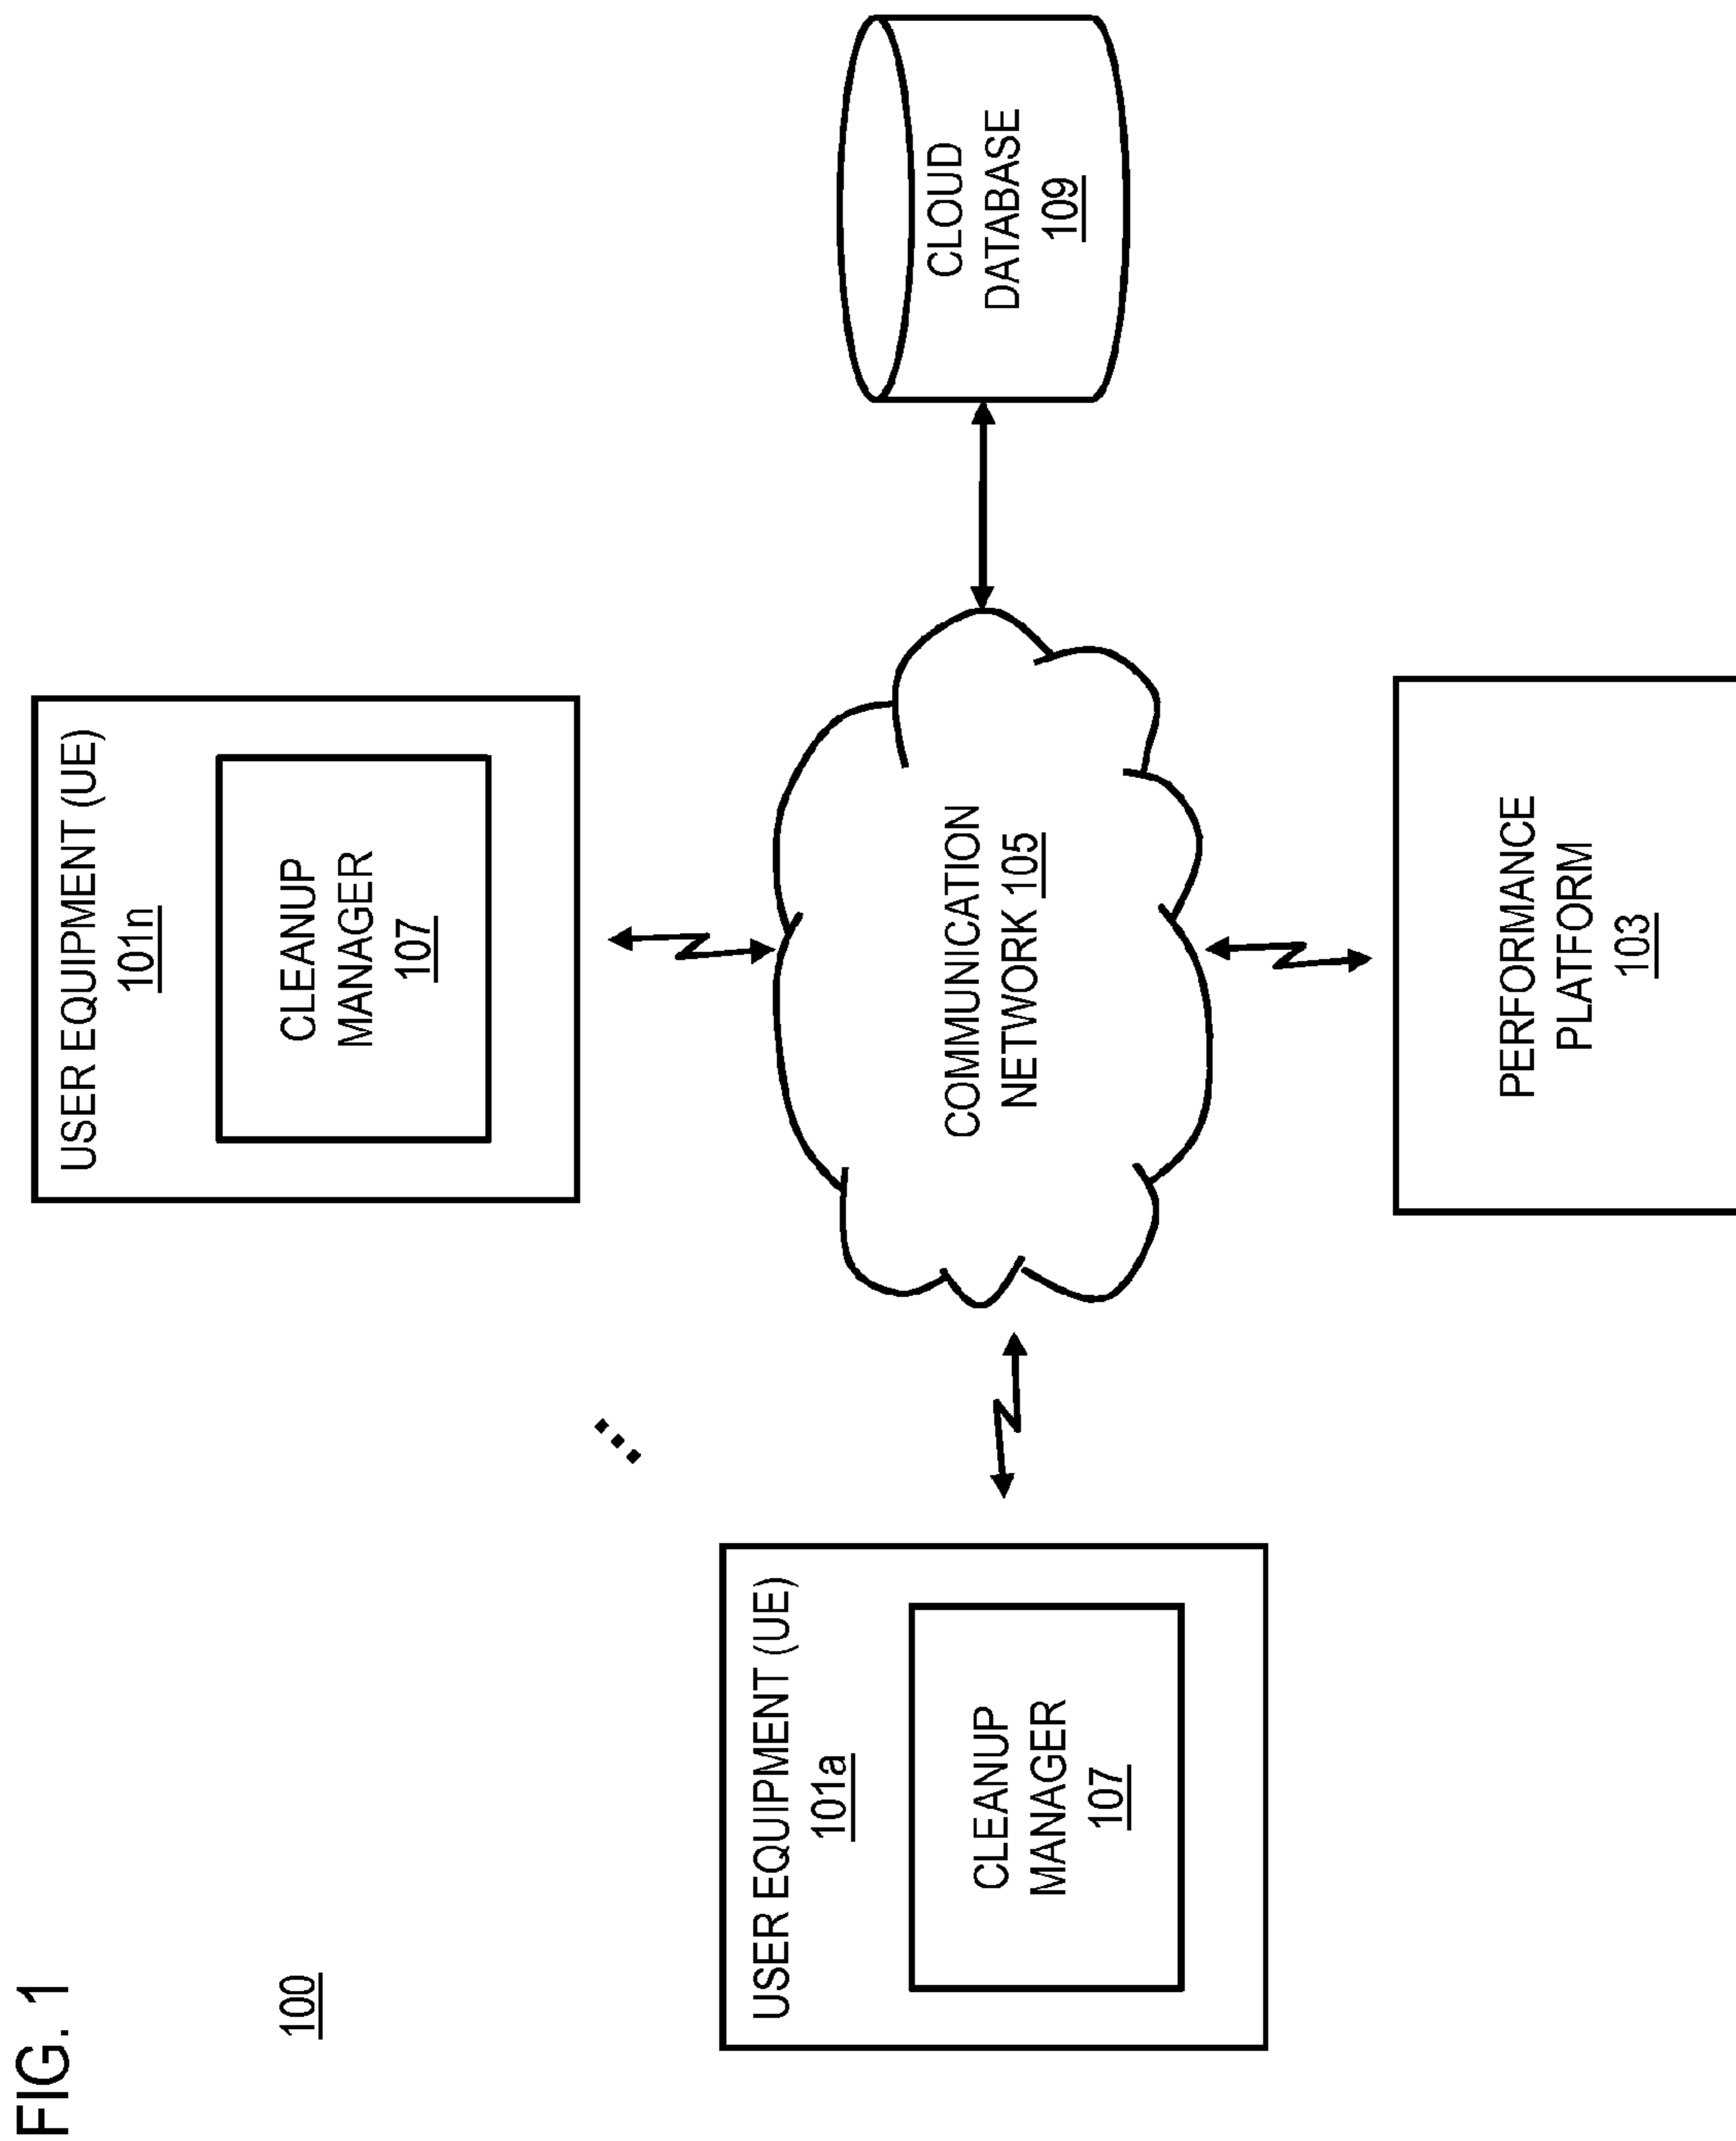 FIG. 1
100
USER EQUIPMENT (UE)
101n
CLEANUP
MANAGER
107
USER EQUIPMENT (UE)
101a
CLEANUP
MANAGER
107
COMMUNICATION
NETWORK 105
CLOUD
DATABASE
109
PERFORMANCE
PLATFORM
103